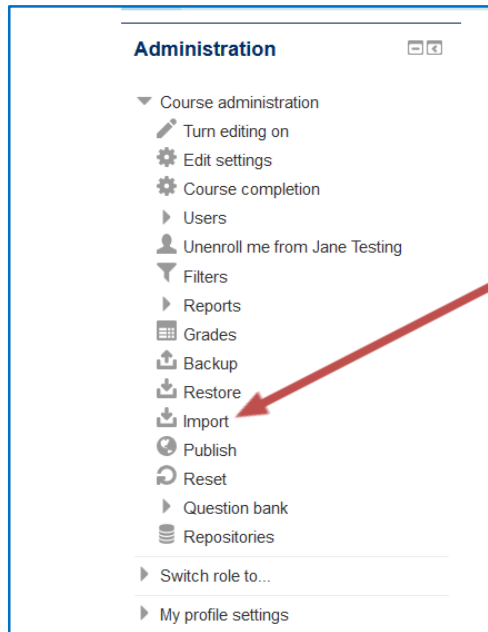 Administration
Course administration
Turn editing on
Edit settings
Course completion
Users
Unenroll me from Jane Testing
Filters
Reports
Grades
Backup
Restore
Import
Publish
Reset
Question bank
Repositories
Switch role to...
My profile settings